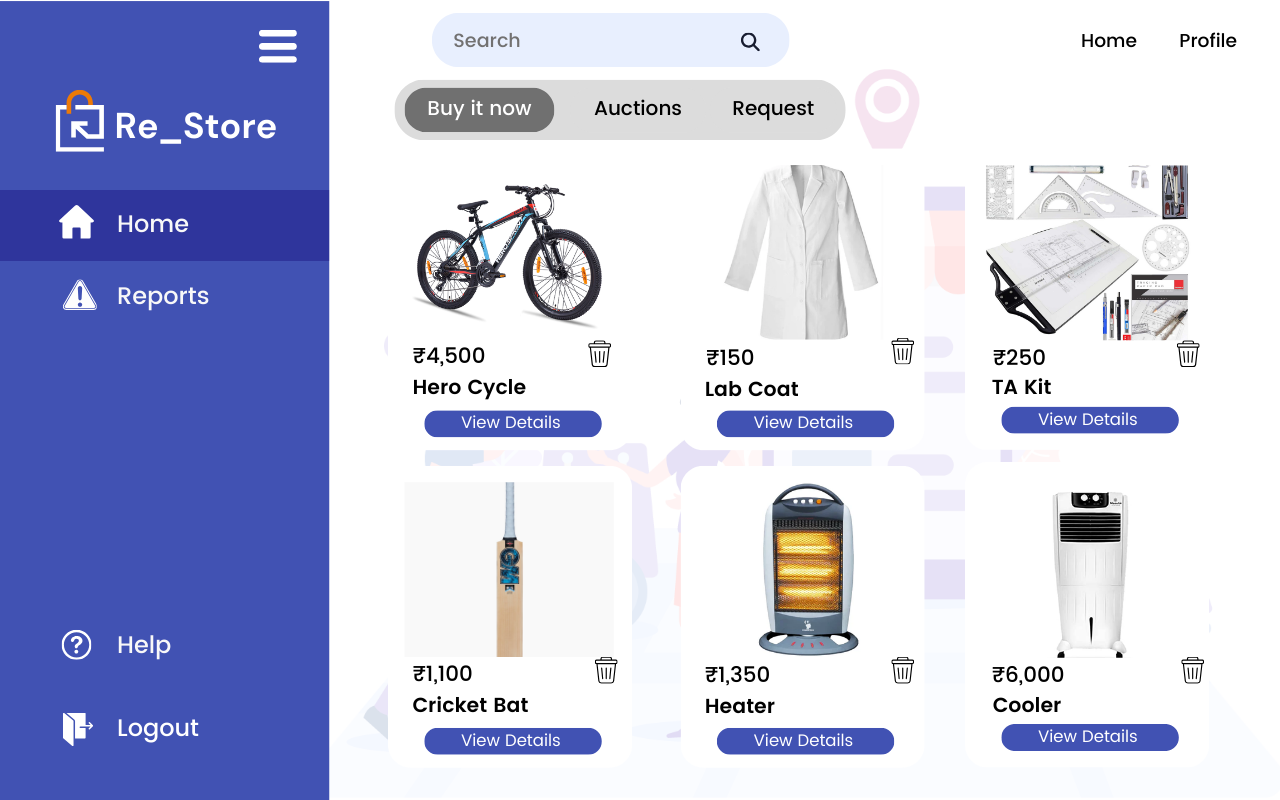 Search
Home
Profile
Buy it now
Auctions
Request
Re_Store
Home
Reports
Help
Logout
₹4,500
Hero Cycle
View Details
₹150
Lab Coat
View Details
₹250
TA Kit
View Details
₹1,100
Cricket Bat
View Details
₹1,350
Heater
View Details
₹6,000
Cooler
View Details